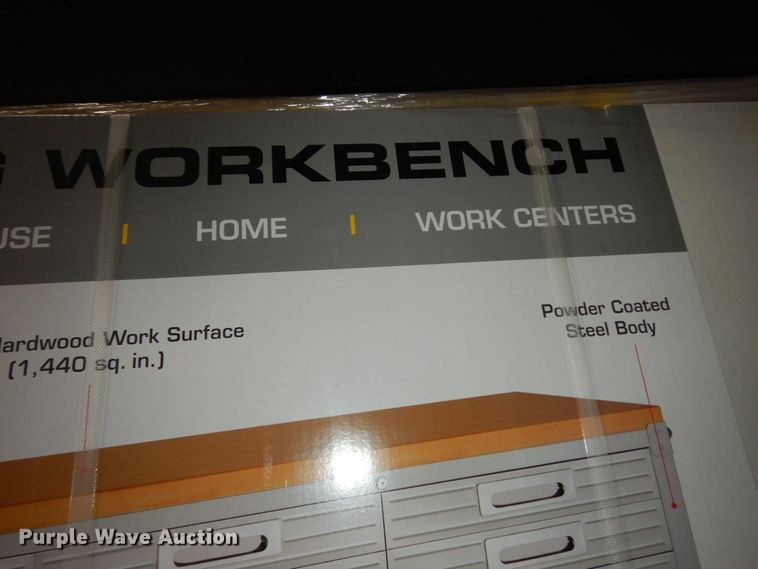 G WORKBENCH
USE | HOME | WORK CENTERS
Hardwood Work Surface
(1,440 sq. in.)
Powder Coated
Steel Body
Purple Wave Auction